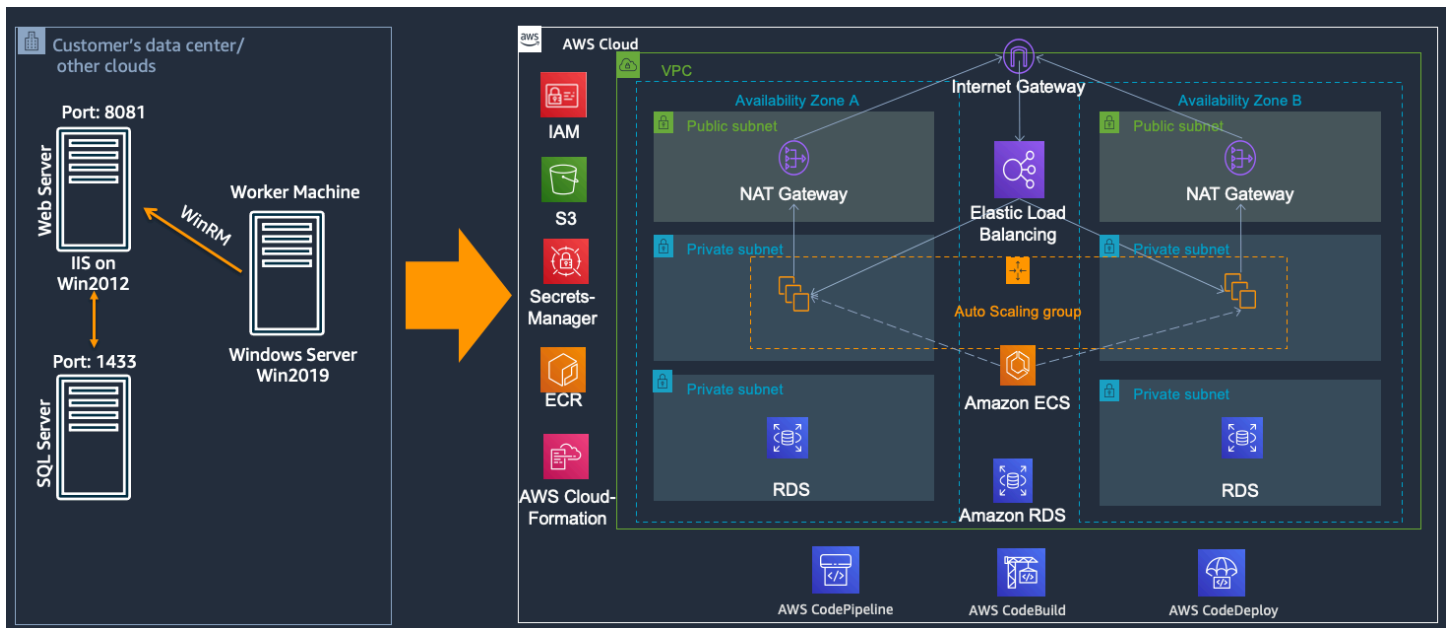 Customer's data center/
other clouds
Port: 8081
Web Server
IIS on
Win2012
WinRM
Worker Machine
Windows Server
Win2019
Port: 1433
SQL Server
aws
AWS Cloud
IAM
S3
Secrets-
Manager
ECR
AWS Cloud-
Formation
VPC
Internet Gateway
Availability Zone A
Public subnet
NAT Gateway
Private subnet
Private subnet
RDS
Elastic Load
Balancing
Auto Scaling group
Amazon ECS
Amazon RDS
Availability Zone B
Public subnet
NAT Gateway
Private subnet
Private subnet
RDS
AWS CodePipeline
AWS CodeBuild
AWS CodeDeploy